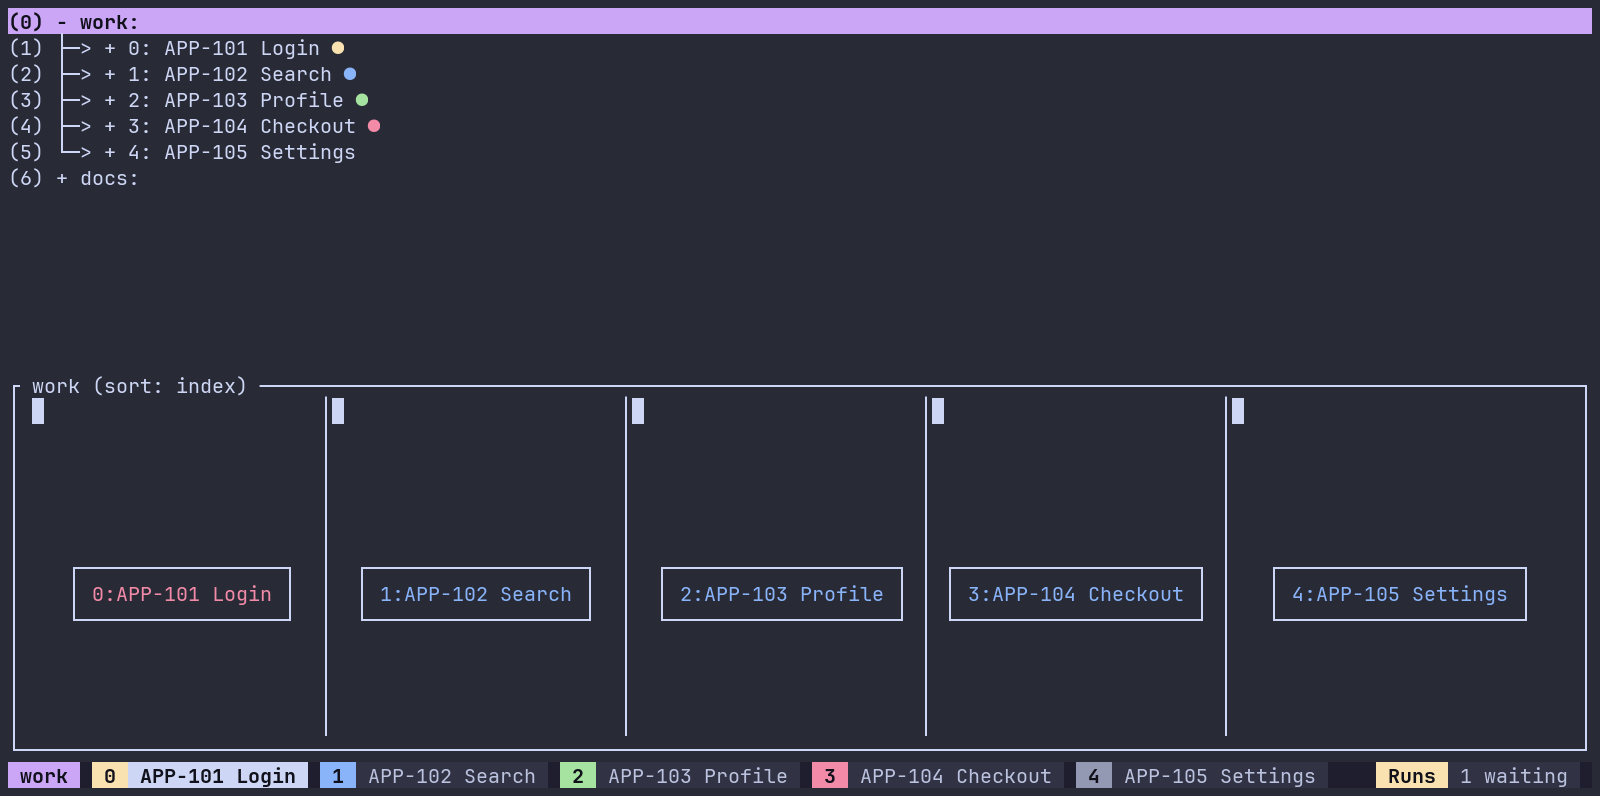 (0) - work:
(1) ├─> + 0: APP-101 Login ●
(2) ├─> + 1: APP-102 Search ●
(3) ├─> + 2: APP-103 Profile ●
(4) ├─> + 3: APP-104 Checkout ●
(5) └─> + 4: APP-105 Settings
(6) + docs:
work (sort: index)
0:APP-101 Login 1:APP-102 Search 2:APP-103 Profile 3:APP-104 Checkout 4:APP-105 Settings
work 0 APP-101 Login 1 APP-102 Search 2 APP-103 Profile 3 APP-104 Checkout 4 APP-105 Settings Runs 1 waiting